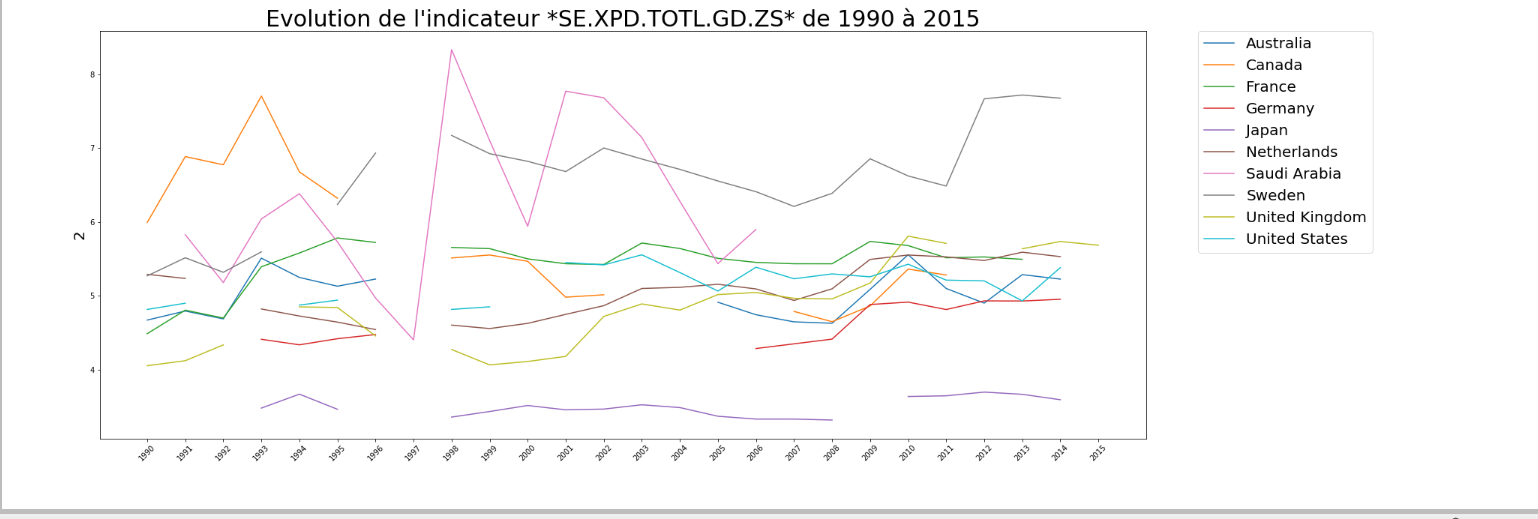 Evolution de l'indicateur *SE.XPD.TOTL.GD.ZS* de 1990 à 2015
8
7
6
5
4
2
1990 1991 1992 1993 1994 1995 1996 1997 1998 1999 2000 2001 2002 2003 2004 2005 2006 2007 2008 2009 2010 2011 2012 2013 2014 2015
Australia
Canada
France
Germany
Japan
Netherlands
Saudi Arabia
Sweden
United Kingdom
United States